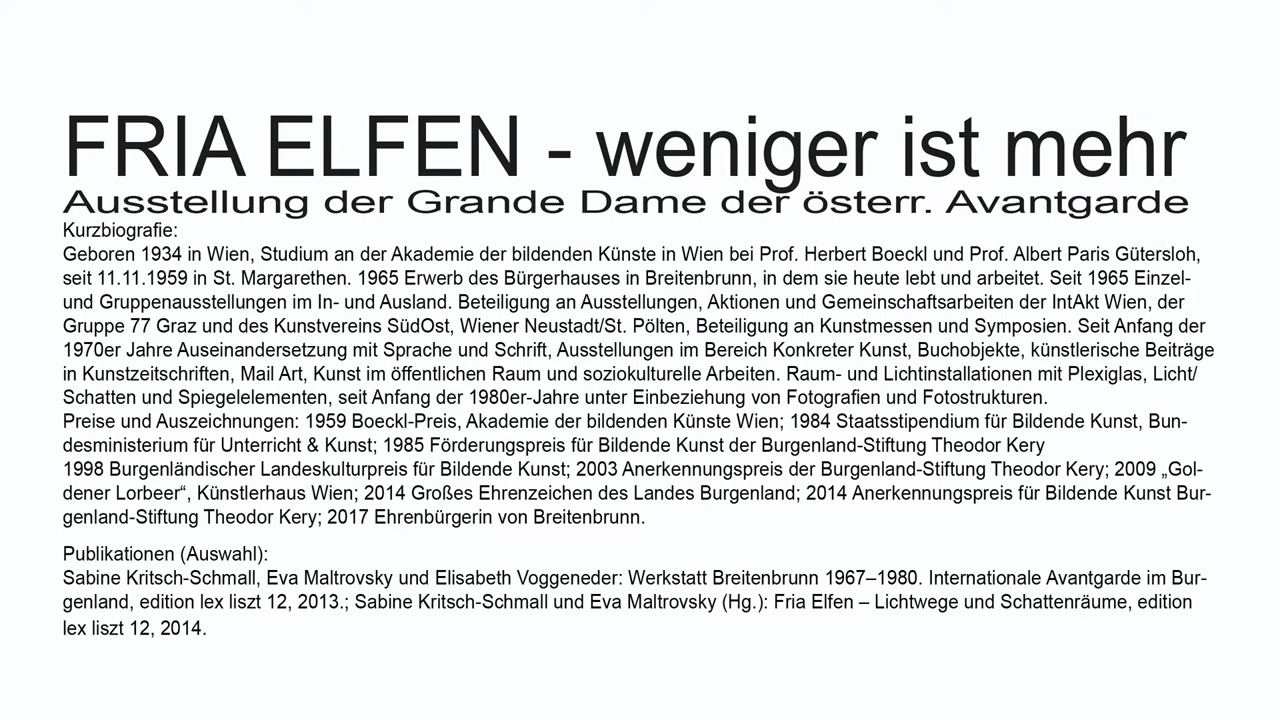 FRIA ELFEN - weniger ist mehr
Ausstellung der Grande Dame der österr. Avantgarde
Kurzbiografie:
Geboren 1934 in Wien, Studium an der Akademie der bildenden Künste in Wien bei Prof. Herbert Boeckl und Prof. Albert Paris Gütersloh,
seit 11.11.1959 in St. Margarethen. 1965 Erwerb des Bürgerhauses in Breitenbrunn, in dem sie heute lebt und arbeitet. Seit 1965 Einzel-
und Gruppenausstellungen im In- und Ausland. Beteiligung an Ausstellungen, Aktionen und Gemeinschaftsarbeiten der IntAkt Wien, der
Gruppe 77 Graz und des Kunstvereins SüdOst, Wiener Neustadt/St. Pölten, Beteiligung an Kunstmessen und Symposien. Seit Anfang der
1970er Jahre Auseinandersetzung mit Sprache und Schrift, Ausstellungen im Bereich Konkreter Kunst, Buchobjekte, künstlerische Beiträge
in Kunstzeitschriften, Mail Art, Kunst im öffentlichen Raum und soziokulturelle Arbeiten. Raum- und Lichtinstallationen mit Plexiglas, Licht/
Schatten und Spiegelelementen, seit Anfang der 1980er-Jahre unter Einbeziehung von Fotografien und Fotostrukturen.
Preise und Auszeichnungen: 1959 Boeckl-Preis, Akademie der bildenden Künste Wien; 1984 Staatsstipendium für Bildende Kunst, Bun-
desministerium für Unterricht & Kunst; 1985 Förderungspreis für Bildende Kunst der Burgenland-Stiftung Theodor Kery
1998 Burgenländischer Landeskulturpreis für Bildende Kunst; 2003 Anerkennungspreis der Burgenland-Stiftung Theodor Kery; 2009 „Gol-
dener Lorbeer“, Künstlerhaus Wien; 2014 Großes Ehrenzeichen des Landes Burgenland; 2014 Anerkennungspreis für Bildende Kunst Bur-
genland-Stiftung Theodor Kery; 2017 Ehrenbürgerin von Breitenbrunn.
Publikationen (Auswahl):
Sabine Kritsch-Schmall, Eva Maltrovsky und Elisabeth Voggeneder: Werkstatt Breitenbrunn 1967–1980. Internationale Avantgarde im Bur-
genland, edition lex liszt 12, 2013.; Sabine Kritsch-Schmall und Eva Maltrovsky (Hg.): Fria Elfen – Lichtwege und Schattenräume, edition
lex liszt 12, 2014.